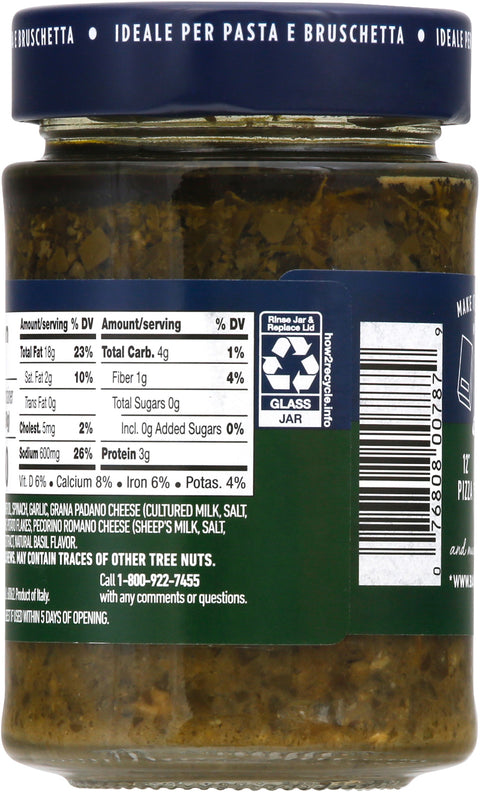 E BRUSCHETTA • IDEALE PER PASTA E BRUSCHETTA • IDEALE PER
Amount/serving % DV Amount/serving % DV
Total Fat 18g 23% Total Carb. 4g 1%
Sat. Fat 2g 10% Fiber 1g 4%
Trans Fat 0g Total Sugars 0g
Cholest. 5mg 2% Incl. 0g Added Sugars 0%
Sodium 600mg 26% Protein 3g
Vit. D 6% • Calcium 8% • Iron 6% • Potas. 4%
SPINACH, GARLIC, GRANA PADANO CHEESE (CULTURED MILK, SALT,
FLAKES, PECORINO ROMANO CHEESE (SHEEP'S MILK, SALT,
NATURAL BASIL FLAVOR.
MAY CONTAIN TRACES OF OTHER TREE NUTS.
Call 1-800-922-7455
Product of Italy. with any comments or questions.
WITHIN 5 DAYS OF OPENING.
Rinse Jar &
Replace Lid
GLASS
JAR
how2recycle.info
0 76808 00787 9
MAKE
12"
PIZZA
and